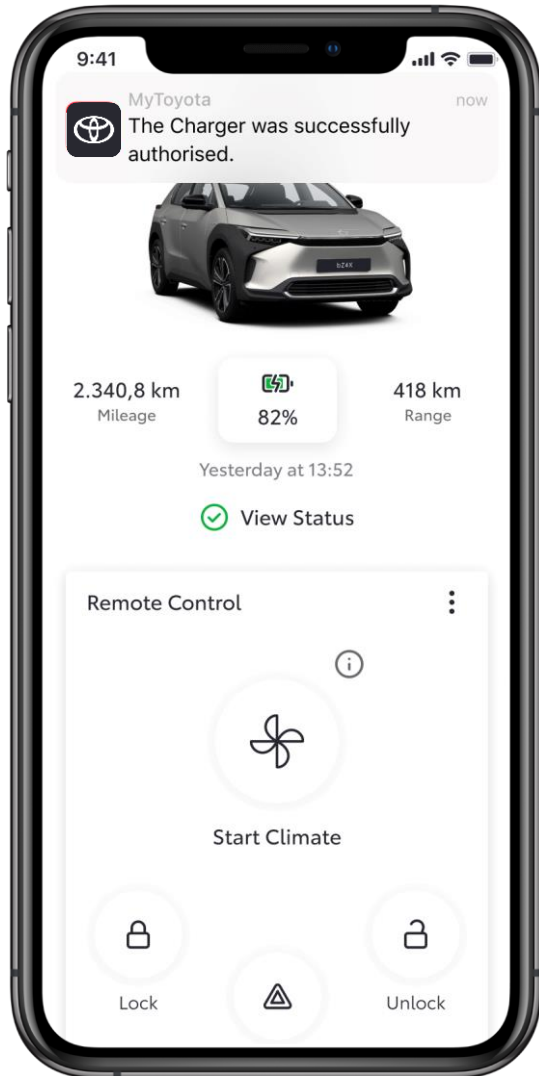 9:41
MyToyota now
The Charger was successfully
authorised.
bZ4X
2.340,8 km
Mileage
82%
418 km
Range
Yesterday at 13:52
View Status
Remote Control
Start Climate
Lock
Unlock